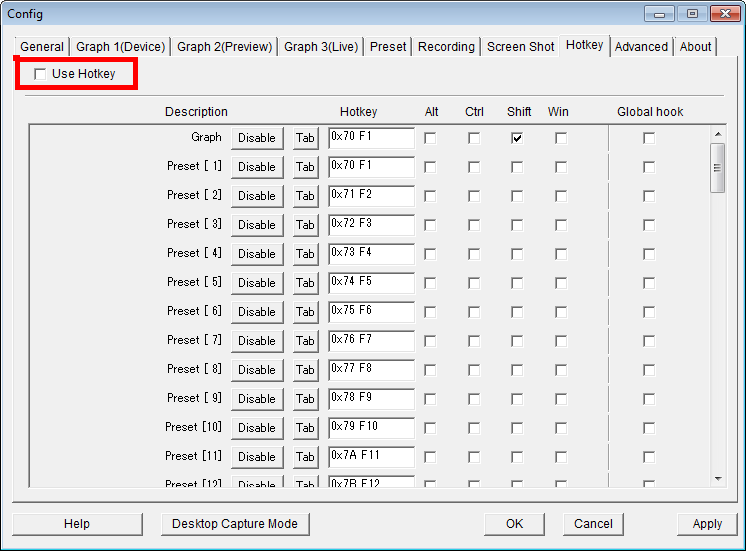 Config
General Graph 1(Device) Graph 2(Preview) Graph 3(Live) Preset Recording Screen Shot Hotkey Advanced About
Use Hotkey
Description Hotkey Alt Ctrl Shift Win Global hook
Graph Disable Tab 0x70 F1
Preset [ 1] Disable Tab 0x70 F1
Preset [ 2] Disable Tab 0x71 F2
Preset [ 3] Disable Tab 0x72 F3
Preset [ 4] Disable Tab 0x73 F4
Preset [ 5] Disable Tab 0x74 F5
Preset [ 6] Disable Tab 0x75 F6
Preset [ 7] Disable Tab 0x76 F7
Preset [ 8] Disable Tab 0x77 F8
Preset [ 9] Disable Tab 0x78 F9
Preset [10] Disable Tab 0x79 F10
Preset [11] Disable Tab 0x7A F11
Preset [12] Disable Tab 0x7B F12
Help Desktop Capture Mode OK Cancel Apply